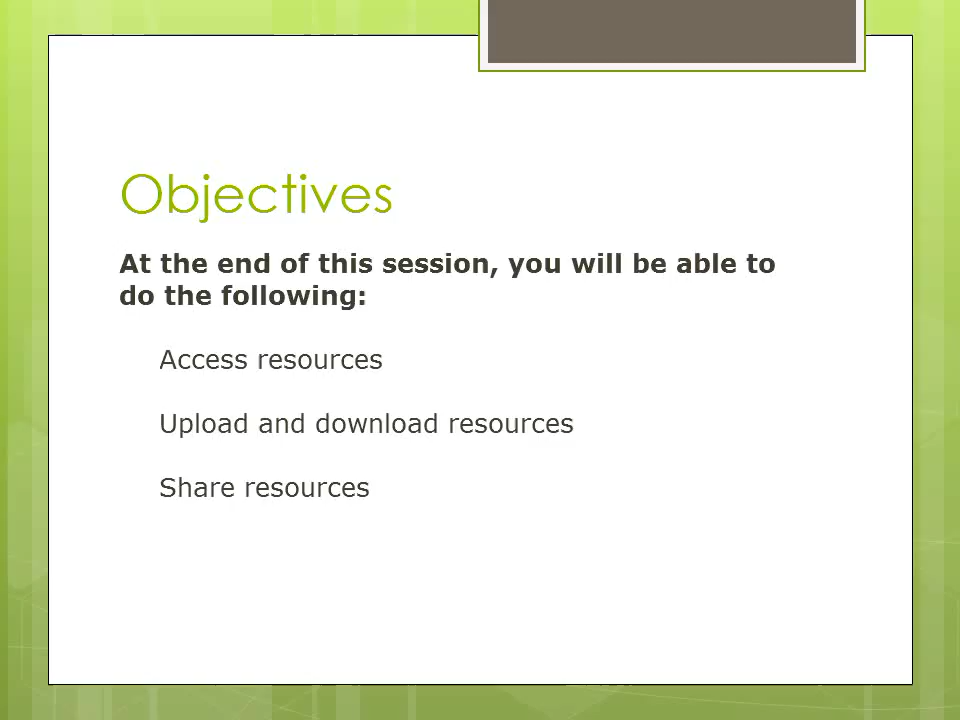 Objectives
At the end of this session, you will be able to
do the following:
Access resources
Upload and download resources
Share resources